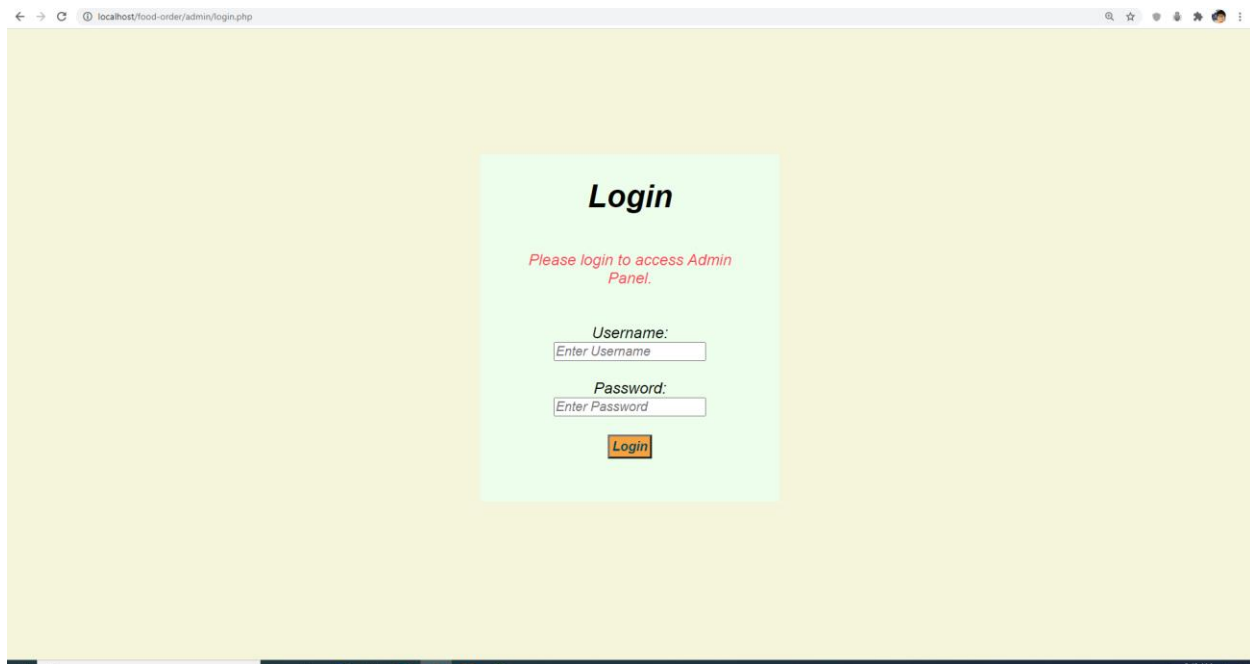 localhost/food-order/admin/login.php
Login
Please login to access Admin
Panel.
Username:
Enter Username
Password:
Enter Password
Login